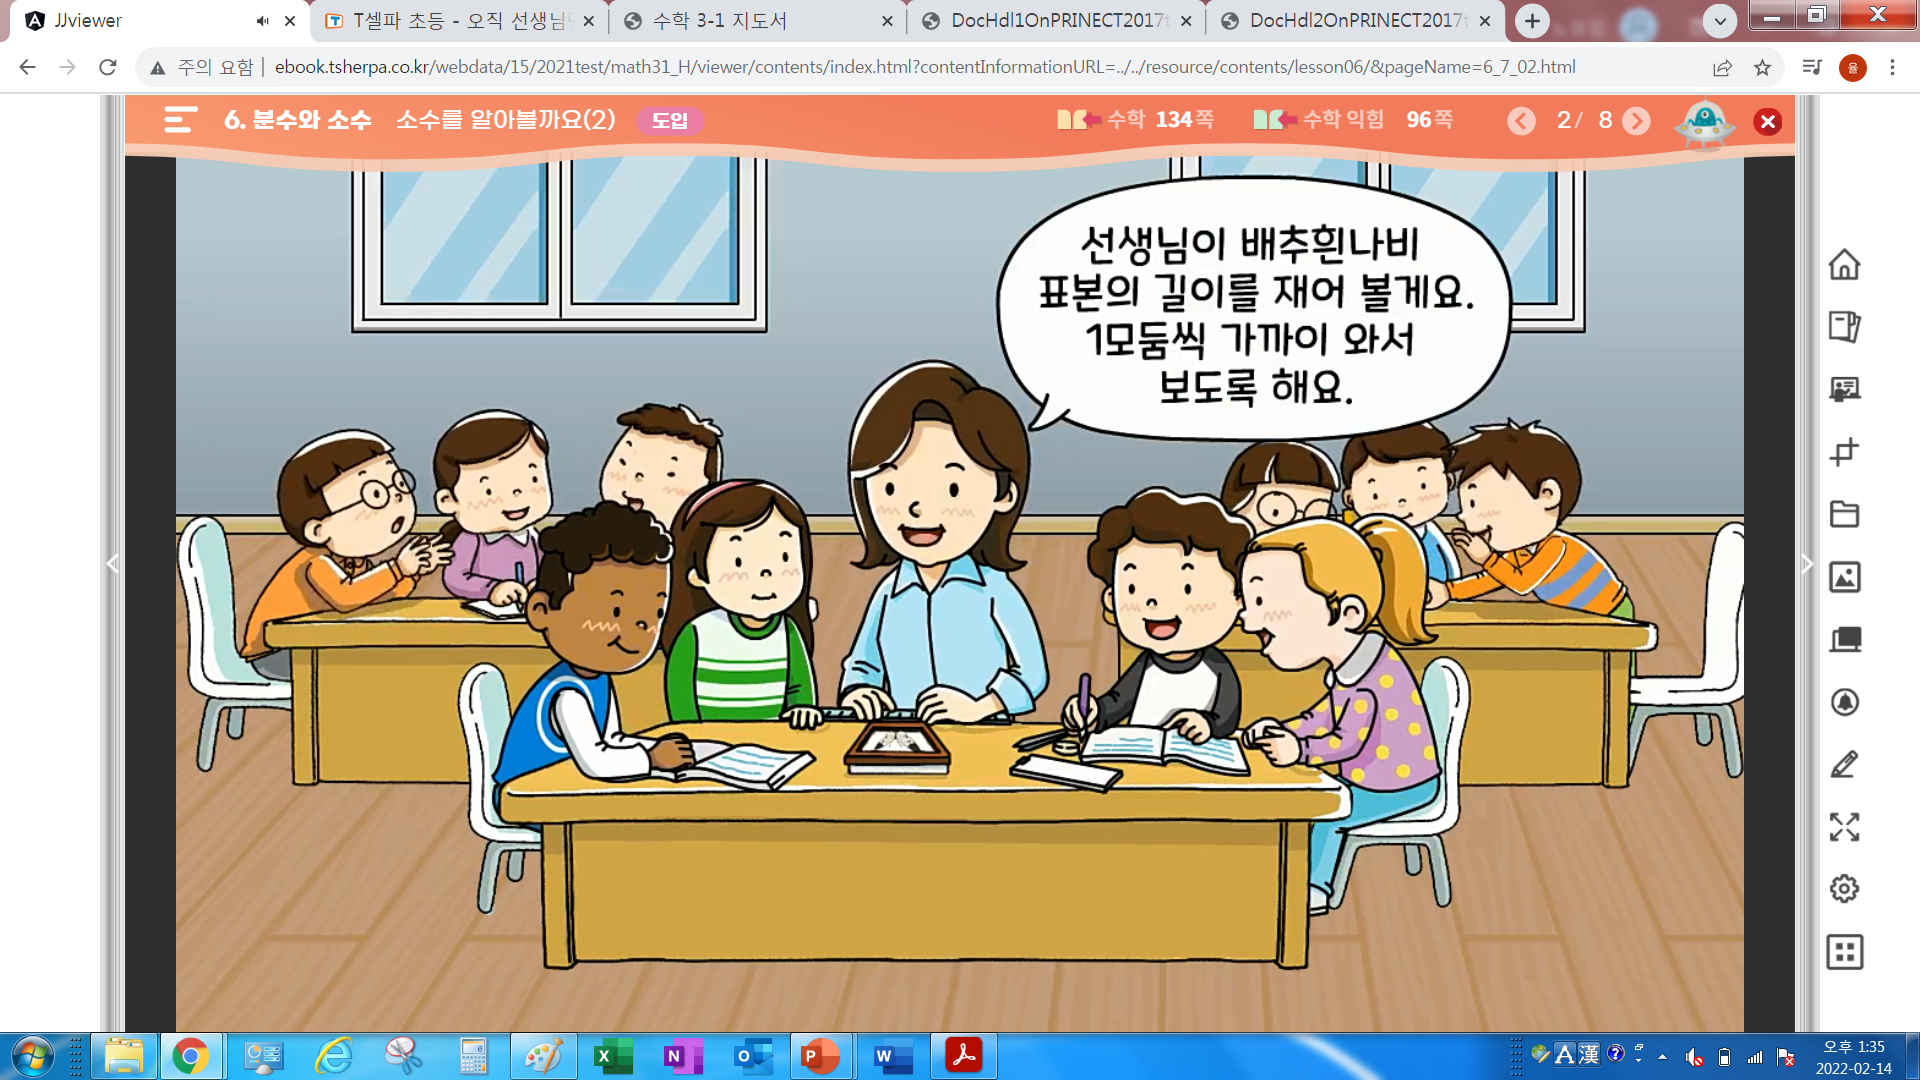 JJviewer
T셀파 초등 - 오직 선생님
수학 3-1 지도서
DocHdl1OnPRINECT2017t
DocHdl2OnPRINECT2017t
주의 요함
ebook.tsherpa.co.kr/webdata/15/2021test/math31_H/viewer/contents/index.html?contentInformationURL=../../resource/contents/lesson06/&pageName=6_7_02.html
율
6. 분수와 소수 소수를 알아볼까요(2) 도입 수학 134쪽 수학 익힘 96쪽 2 / 8
선생님이 배추흰나비
표본의 길이를 재어 볼게요.
1모둠씩 가까이 와서
보도록 해요.
A 漢
오후 1:35
2022-02-14